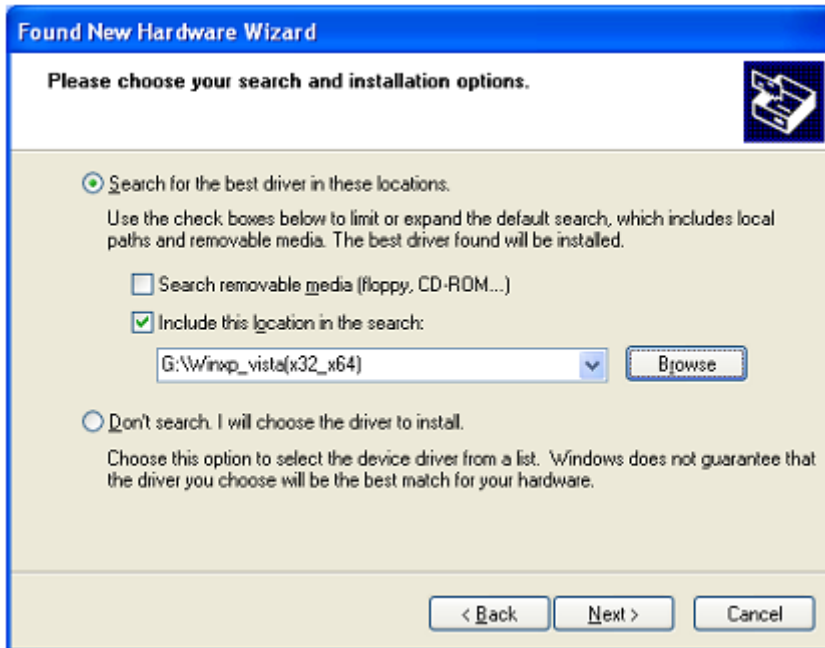 Found New Hardware Wizard
Please choose your search and installation options.
Search for the best driver in these locations.
Use the check boxes below to limit or expand the default search, which includes local
paths and removable media. The best driver found will be installed.
Search removable media (floppy, CD-ROM...)
Include this location in the search:
G:\Winxp_vista(x32_x64)
Browse
Don't search. I will choose the driver to install.
Choose this option to select the device driver from a list. Windows does not guarantee that
the driver you choose will be the best match for your hardware.
< Back
Next >
Cancel